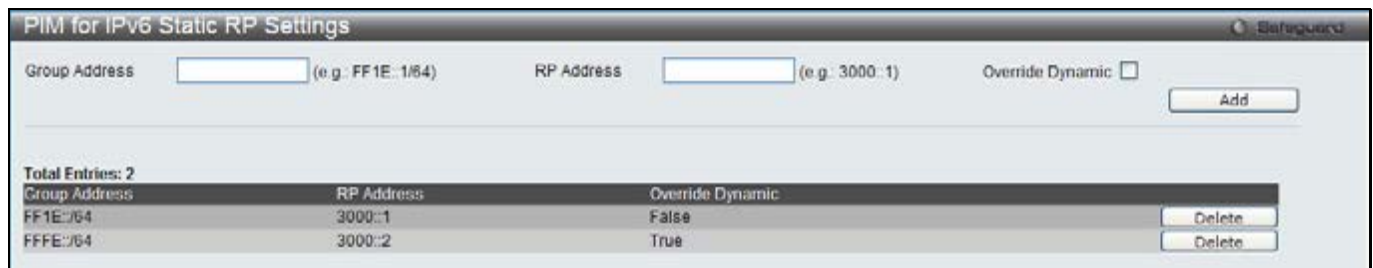 PIM for IPv6 Static RP Settings
Safeguard
Group Address (e.g.: FF1E::1/64) RP Address (e.g.: 3000::1) Override Dynamic
Add
Total Entries: 2
Group Address RP Address Override Dynamic
FF1E::/64 3000::1 False Delete
FFFE::/64 3000::2 True Delete